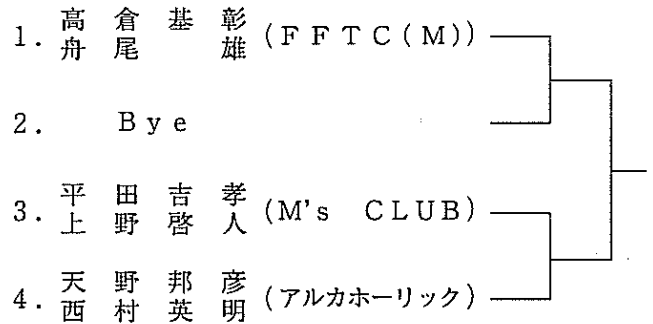 1. 高倉基彰
舟尾 雄 (FFTC(M))
2. Bye
3. 平田吉孝
上野啓人 (M's CLUB)
4. 天野邦彦
西村英明 (アルカホーリック)